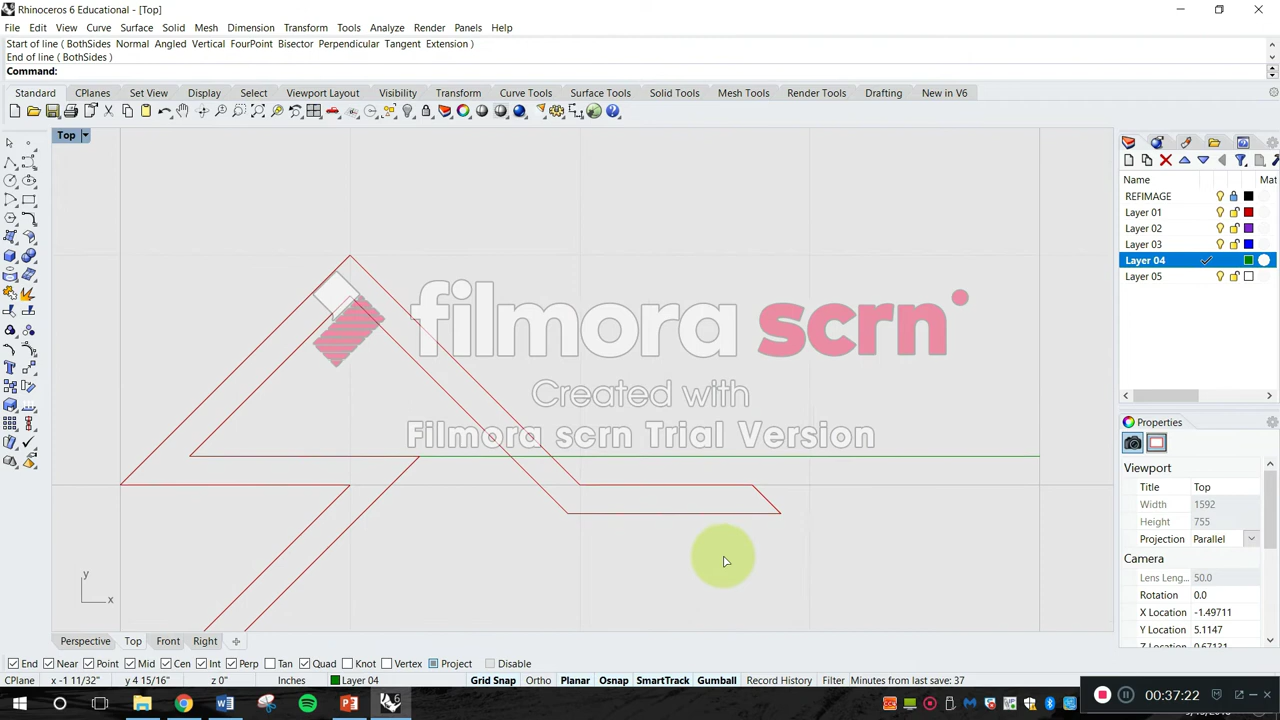 Rhinoceros 6 Educational - [Top]
File Edit View Curve Surface Solid Mesh Dimension Transform Tools Analyze Render Panels Help
Start of line ( BothSides Normal Angled Vertical FourPoint Bisector Perpendicular Tangent Extension )
End of line ( BothSides )
Command:
Standard CPlanes Set View Display Select Viewport Layout Visibility Transform Curve Tools Surface Tools Solid Tools Mesh Tools Render Tools Drafting New in V6
Top
Name Mat
REFIMAGE
Layer 01
Layer 02
Layer 03
Layer 04
Layer 05
filmora scrn
Created with
Filmora scrn Trial Version
Properties
Viewport
Title Top
Width 1592
Height 755
Projection Parallel
Camera
Lens Leng... 50.0
Rotation 0.0
X Location -1.49711
Y Location 5.1147
y
x
Perspective Top Front Right
End Near Point Mid Cen Int Perp Tan Quad Knot Vertex Project Disable
CPlane x -1 11/32" y 4 15/16" z 0" Inches Layer 04 Grid Snap Ortho Planar Osnap SmartTrack Gumball Record History Filter Minutes from last save: 37
00:37:22